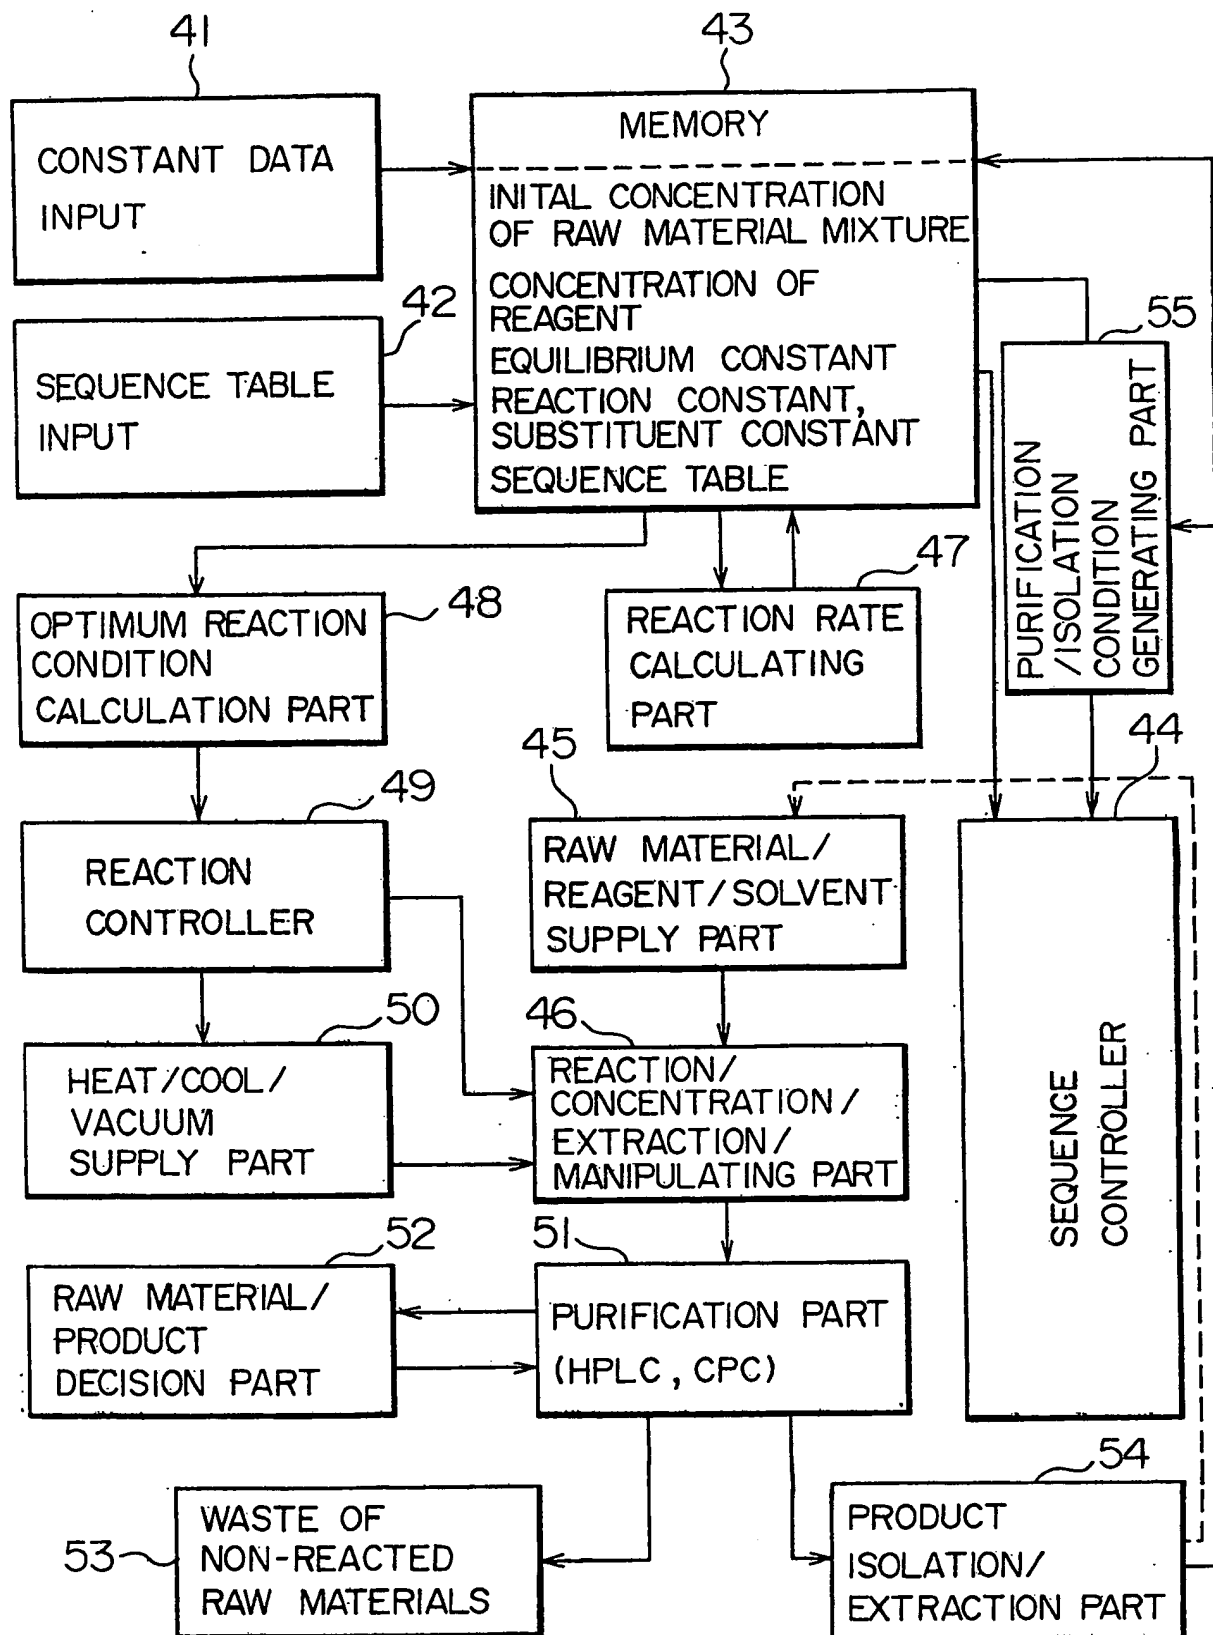 41
CONSTANT DATA
INPUT
42
SEQUENCE TABLE
INPUT
43
MEMORY
INITAL CONCENTRATION
OF RAW MATERIAL MIXTURE
CONCENTRATION OF
REAGENT
EQUILIBRIUM CONSTANT
REACTION CONSTANT,
SUBSTITUENT CONSTANT
SEQUENCE TABLE
55
PURIFICATION
/ISOLATION
CONDITION
GENERATING PART
48
OPTIMUM REACTION
CONDITION
CALCULATION PART
47
REACTION RATE
CALCULATING
PART
49
REACTION
CONTROLLER
45
RAW MATERIAL/
REAGENT/SOLVENT
SUPPLY PART
44
SEQUENCE
CONTROLLER
50
HEAT/COOL/
VACUUM
SUPPLY PART
46
REACTION/
CONCENTRATION/
EXTRACTION/
MANIPULATING PART
52
RAW MATERIAL/
PRODUCT
DECISION PART
51
PURIFICATION PART
(HPLC, CPC)
53
WASTE OF
NON-REACTED
RAW MATERIALS
54
PRODUCT
ISOLATION/
EXTRACTION PART